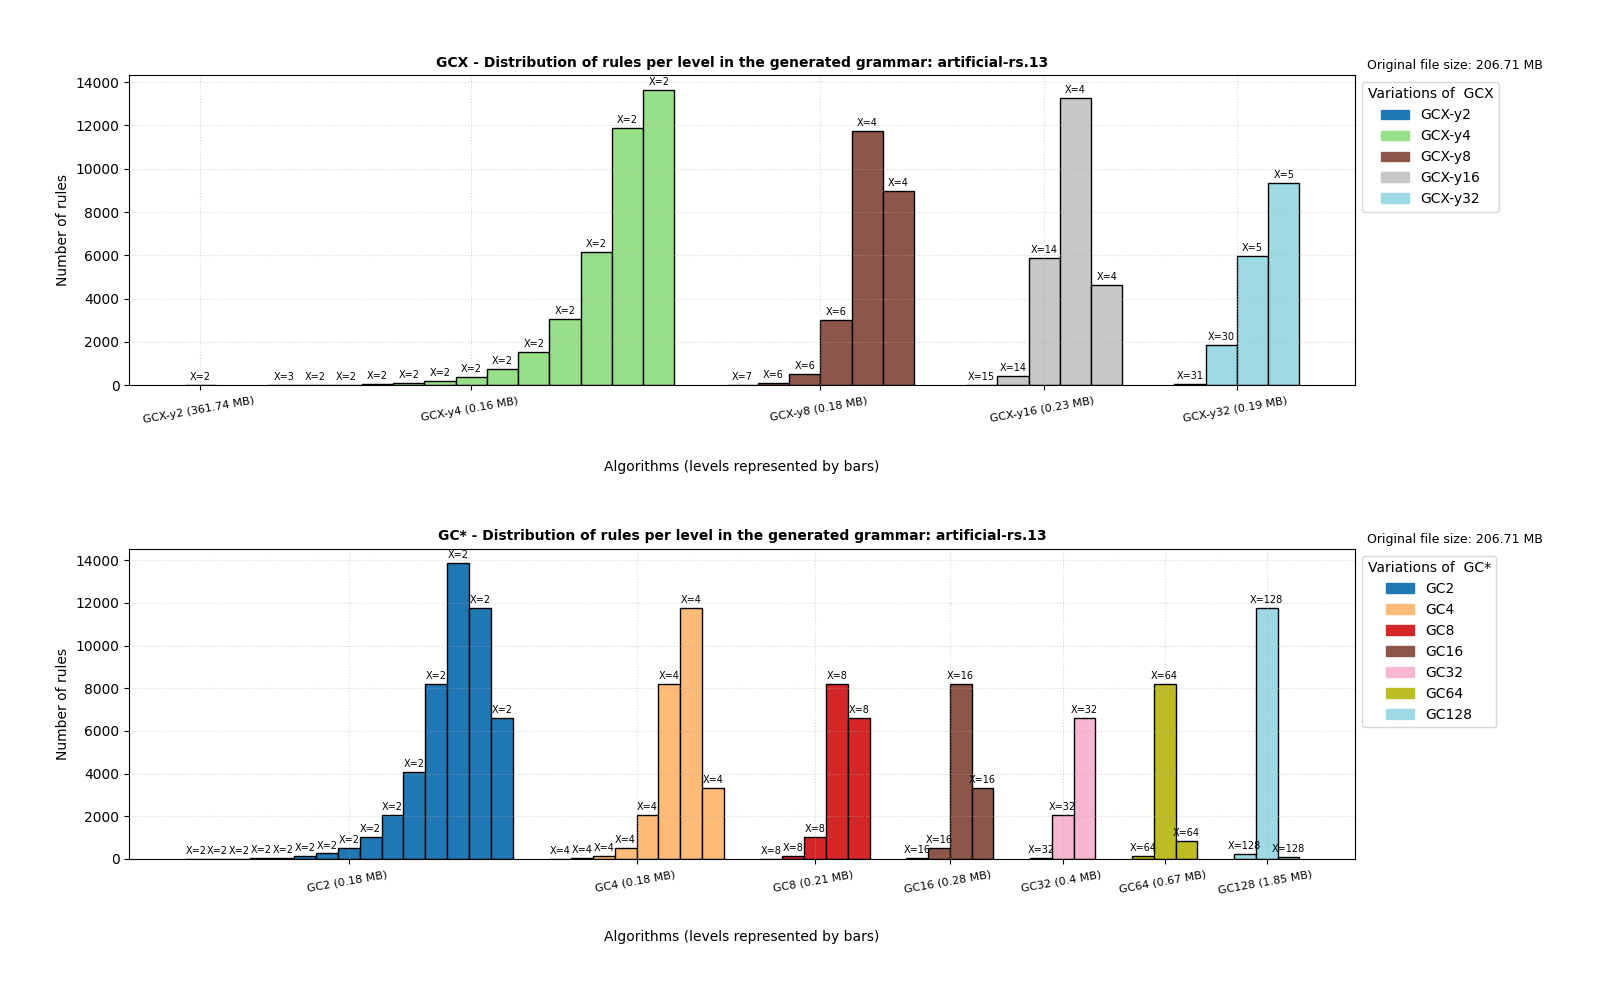 GCX - Distribution of rules per level in the generated grammar: artificial-rs.13
Original file size: 206.71 MB
Variations of  GCX
GCX-y2
GCX-y4
GCX-y8
GCX-y16
GCX-y32
Number of rules
14000
12000
10000
8000
6000
4000
2000
0
X=2
X=3 X=2 X=2 X=2 X=2 X=2 X=2 X=2 X=2 X=2 X=2 X=2 X=2
X=7 X=6 X=6 X=6 X=4 X=4
X=15 X=14 X=14 X=4 X=4
X=31 X=30 X=5 X=5
GCX-y2 (361.74 MB)
GCX-y4 (0.16 MB)
GCX-y8 (0.18 MB)
GCX-y16 (0.23 MB)
GCX-y32 (0.19 MB)
Algorithms (levels represented by bars)
GC* - Distribution of rules per level in the generated grammar: artificial-rs.13
Original file size: 206.71 MB
Variations of  GC*
GC2
GC4
GC8
GC16
GC32
GC64
GC128
Number of rules
14000
12000
10000
8000
6000
4000
2000
0
X=2 X=2 X=2 X=2 X=2 X=2 X=2 X=2 X=2 X=2 X=2 X=2 X=2 X=2 X=2
X=4 X=4 X=4 X=4 X=4 X=4 X=4 X=4
X=8 X=8 X=8 X=8 X=8
X=16 X=16 X=16 X=16
X=32 X=32 X=32
X=64 X=64 X=64
X=128 X=128 X=128
GC2 (0.18 MB)
GC4 (0.18 MB)
GC8 (0.21 MB)
GC16 (0.28 MB)
GC32 (0.4 MB)
GC64 (0.67 MB)
GC128 (1.85 MB)
Algorithms (levels represented by bars)